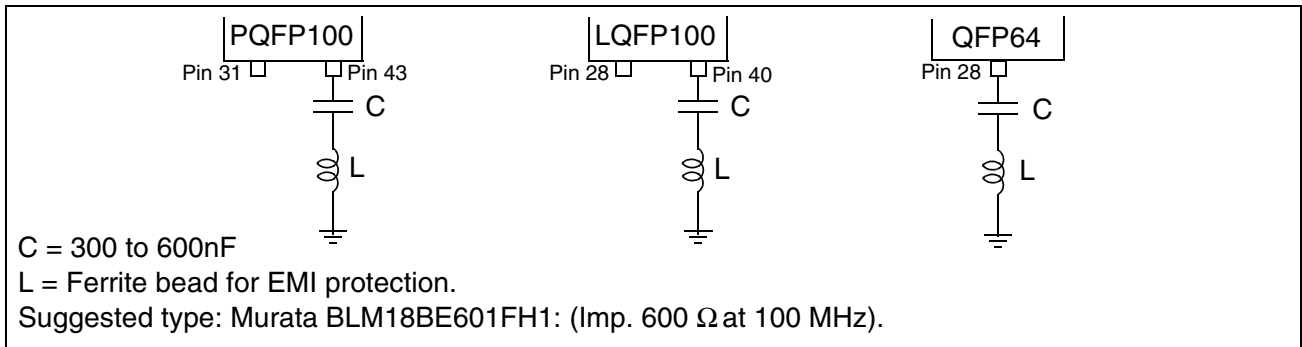 PQFP100
LQFP100
QFP64
Pin 31
Pin 43
Pin 28
Pin 40
Pin 28
C
C
C
L
L
L
C = 300 to 600nF
L = Ferrite bead for EMI protection.
Suggested type: Murata BLM18BE601FH1: (Imp. 600 Ω at 100 MHz).